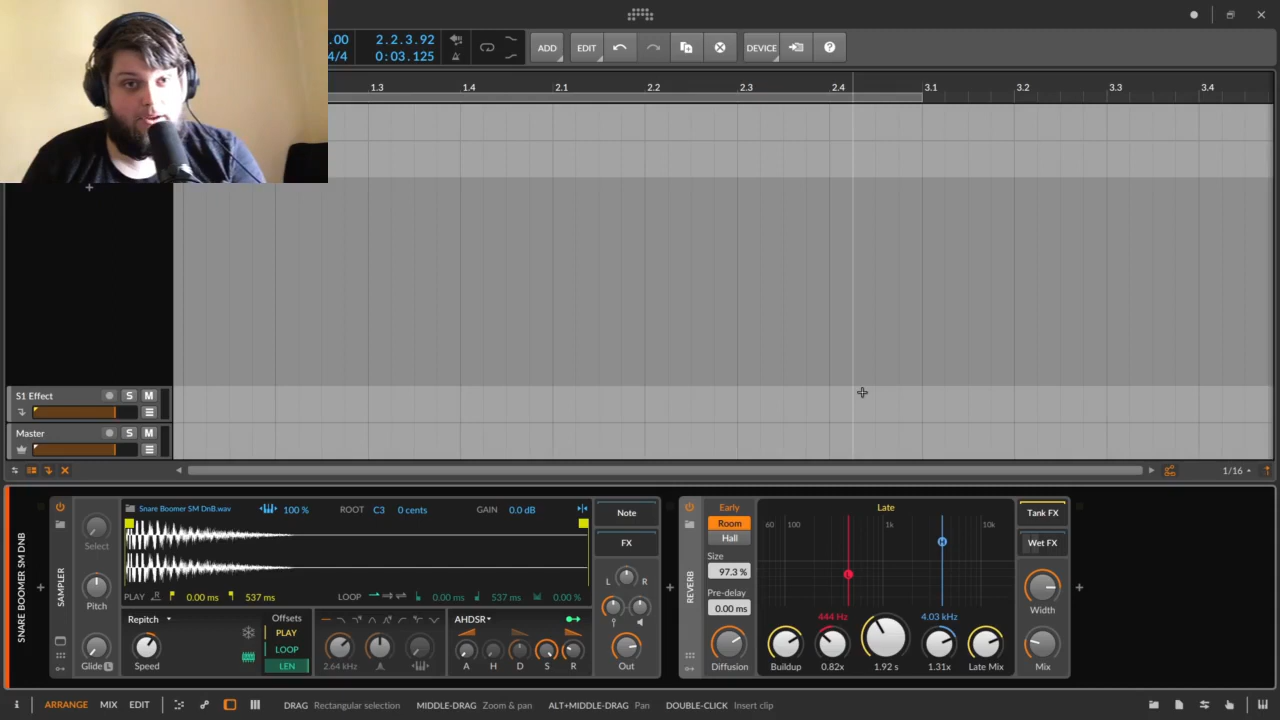 .00 2.2.3.92
4/4 0:03.125
ADD EDIT DEVICE ?
1.3 1.4 2.1 2.2 2.3 2.4 3.1 3.2 3.3 3.4
S1 Effect S M
Master S M
1/16
SNARE BOOMER SM DNB
SAMPLER
Select
Pitch
Glide L
Snare Boomer SM DnB.wav 100 % ROOT C3 0 cents GAIN 0.0 dB
PLAY 0.00 ms 537 ms LOOP 0.00 ms 537 ms 0.00 %
Repitch
Speed
Offsets
PLAY
LOOP
LEN
2.64 kHz
AHDSR
A H D S R
Note
FX
L R
Out
REVERB
Early
Room
Hall
Size
97.3 %
Pre-delay
0.00 ms
Diffusion
Late
60 100 1k 10k
L H
444 Hz 4.03 kHz
Buildup 0.82x 1.92 s 1.31x Late Mix
Tank FX
Wet FX
Width
Mix
i ARRANGE MIX EDIT DRAG Rectangular selection MIDDLE-DRAG Zoom & pan ALT+MIDDLE-DRAG Pan DOUBLE-CLICK Insert clip